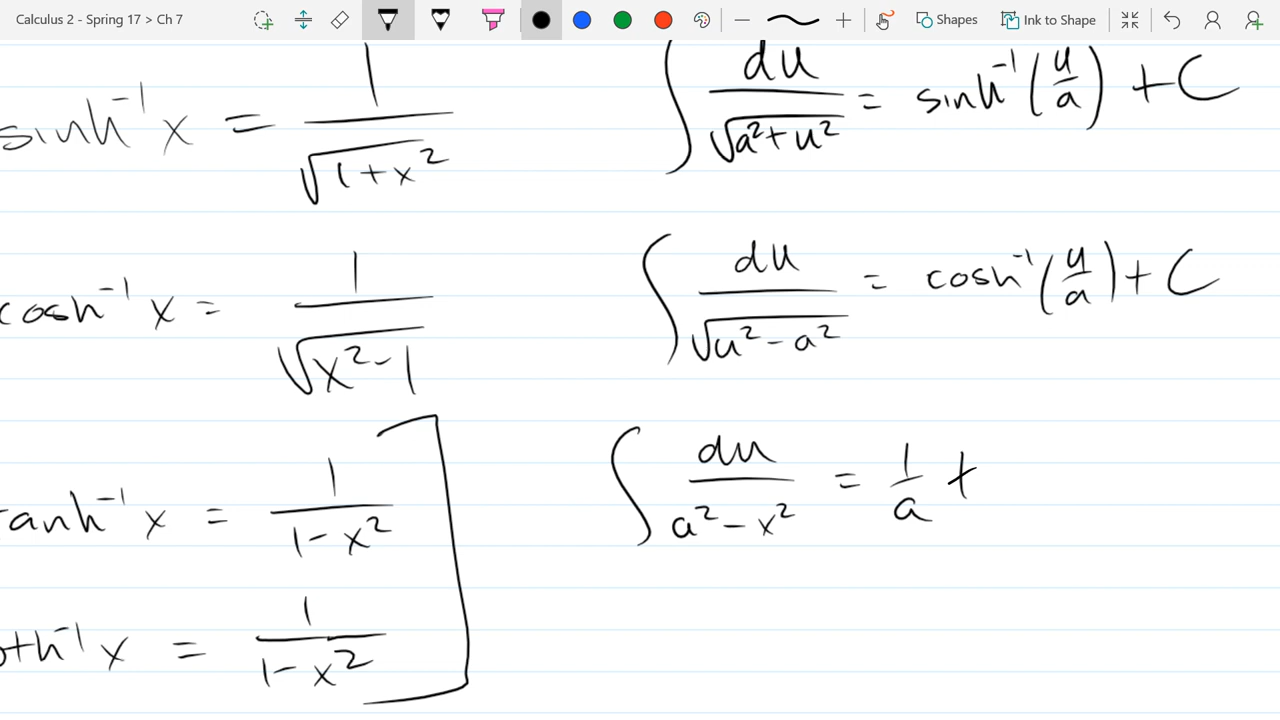 Calculus 2 - Spring 17 > Ch 7
Shapes
Ink to Shape
sinh⁻¹ x = 1/√(1+x²)
∫ du/√(a²+u²) = sinh⁻¹(u/a) + C
cosh⁻¹ x = 1/√(x²-1)
∫ du/√(u²-a²) = cosh⁻¹(u/a) + C
tanh⁻¹ x = 1/(1-x²)
∫ du/(a²-x²) = 1/a t
oth⁻¹ x = 1/(1-x²)